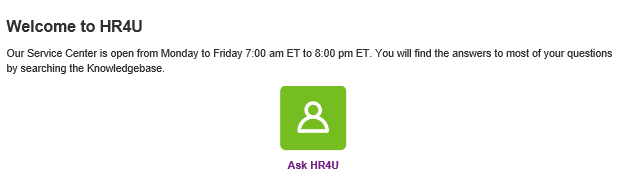 Welcome to HR4U
Our Service Center is open from Monday to Friday 7:00 am ET to 8:00 pm ET. You will find the answers to most of your questions
by searching the Knowledgebase.
Ask HR4U